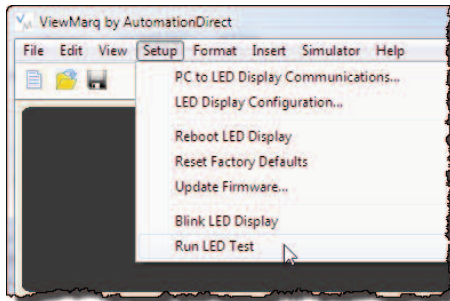 ViewMarq by AutomationDirect
File Edit View Setup Format Insert Simulator Help
PC to LED Display Communications...
LED Display Configuration...
Reboot LED Display
Reset Factory Defaults
Update Firmware...
Blink LED Display
Run LED Test